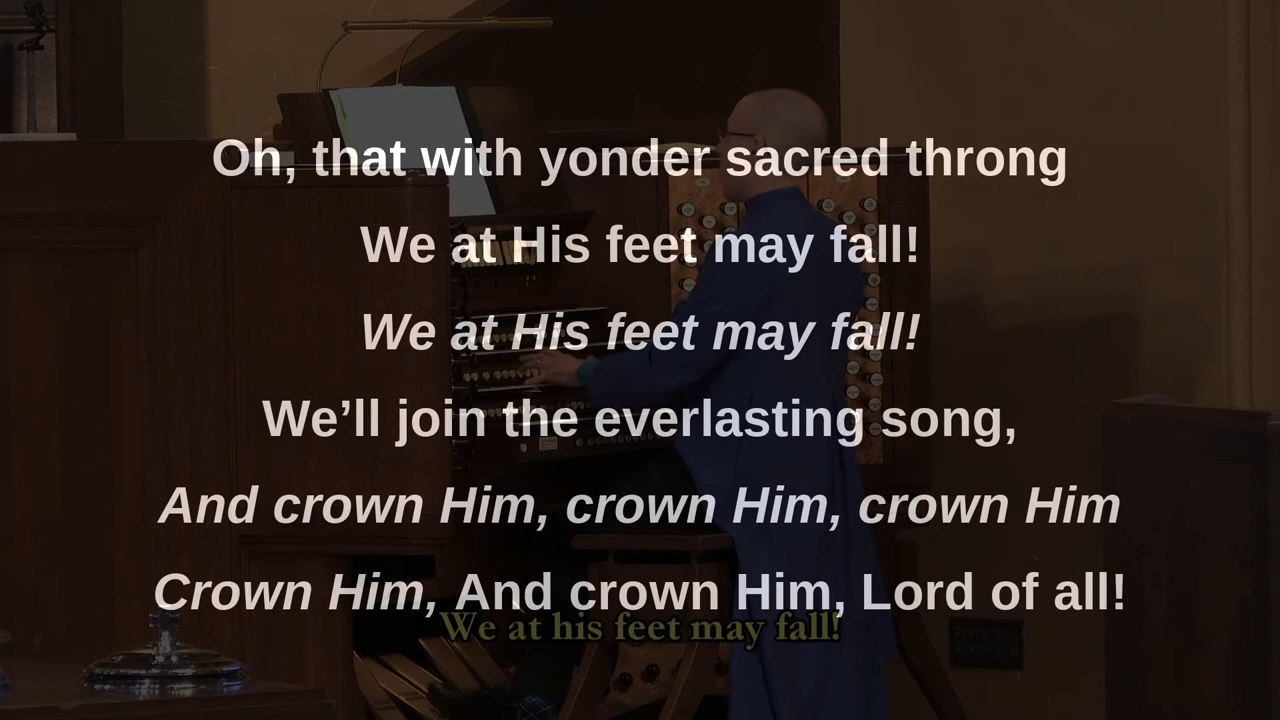 Oh, that with yonder sacred throng
We at His feet may fall!
We at His feet may fall!
We’ll join the everlasting song,
And crown Him, crown Him, crown Him
Crown Him, And crown Him, Lord of all!
We at his feet may fall!